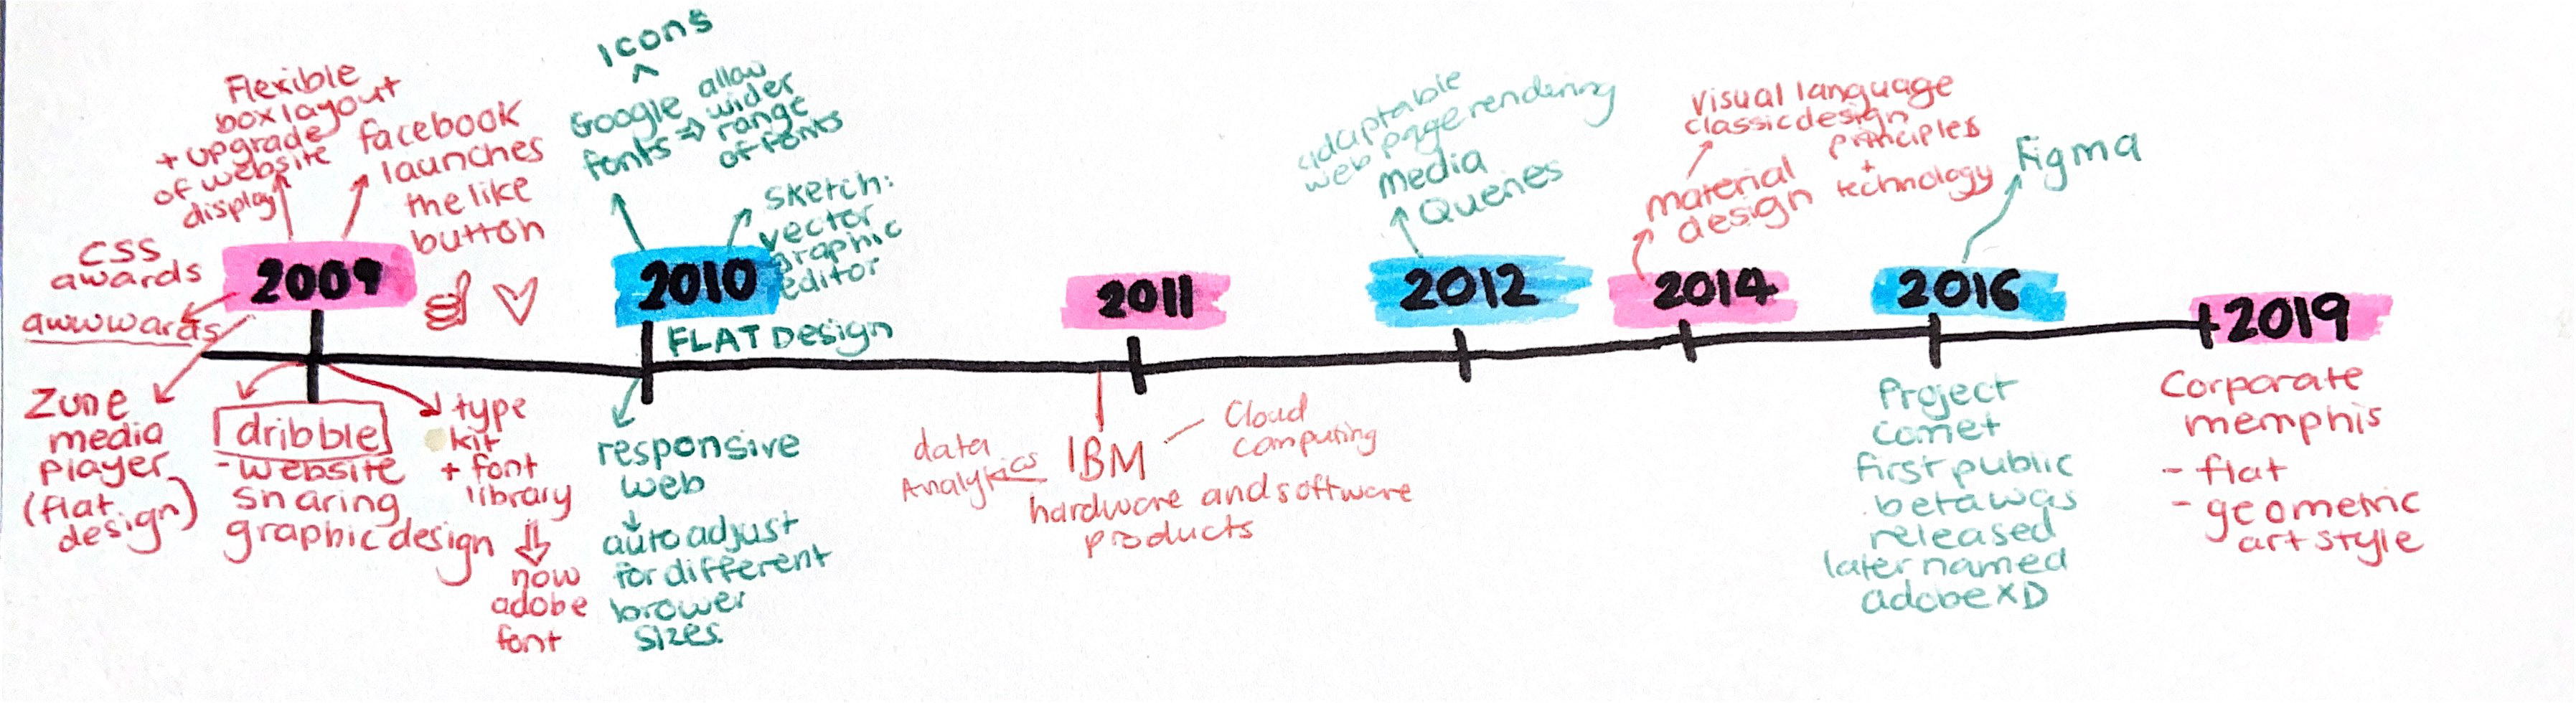 Flexible
box layout
+ upgrade
of website
display
facebook
launches
the like
button
CSS
awards
awwwards
2009
Zune
media
player
(flat
design)
dribble
- website
sharing
graphic design
type
kit
+ font
library
now
adobe
font
Icons
Google
fonts ⇒
allow
wider
range
of fonts
Sketch:
vector
graphic
editor
2010
FLAT Design
responsive
web
auto adjust
for different
brower
sizes.
2011
data
Analytics
IBM
Cloud
computing
hardware and software
products
adaptable
web page rendering
media
Queries
2012
visual language
classic design
principles
+
technology
material
design
2014
Figma
2016
Project
Comet
first public
beta was
released
later named
adobe XD
2019
Corporate
memphis
- flat
- geometric
art style